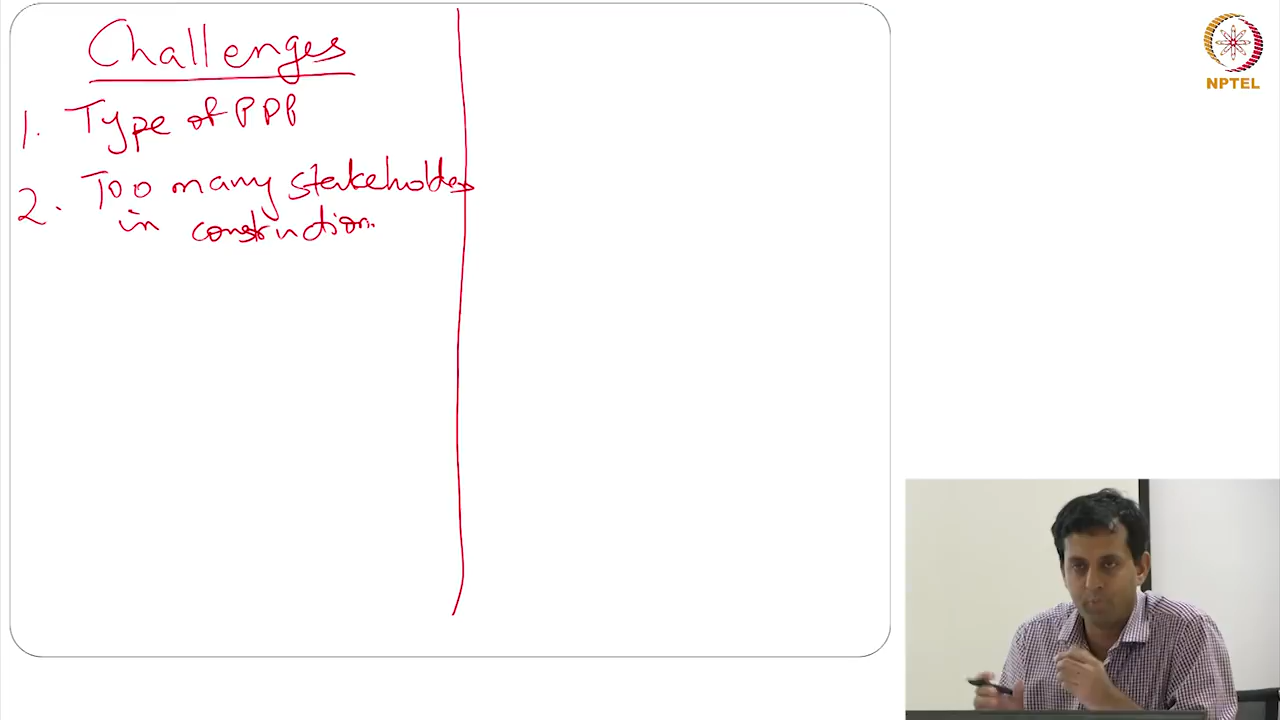 Challenges
1. Type of PPP
2. Too many stakeholders
in construction.
NPTEL